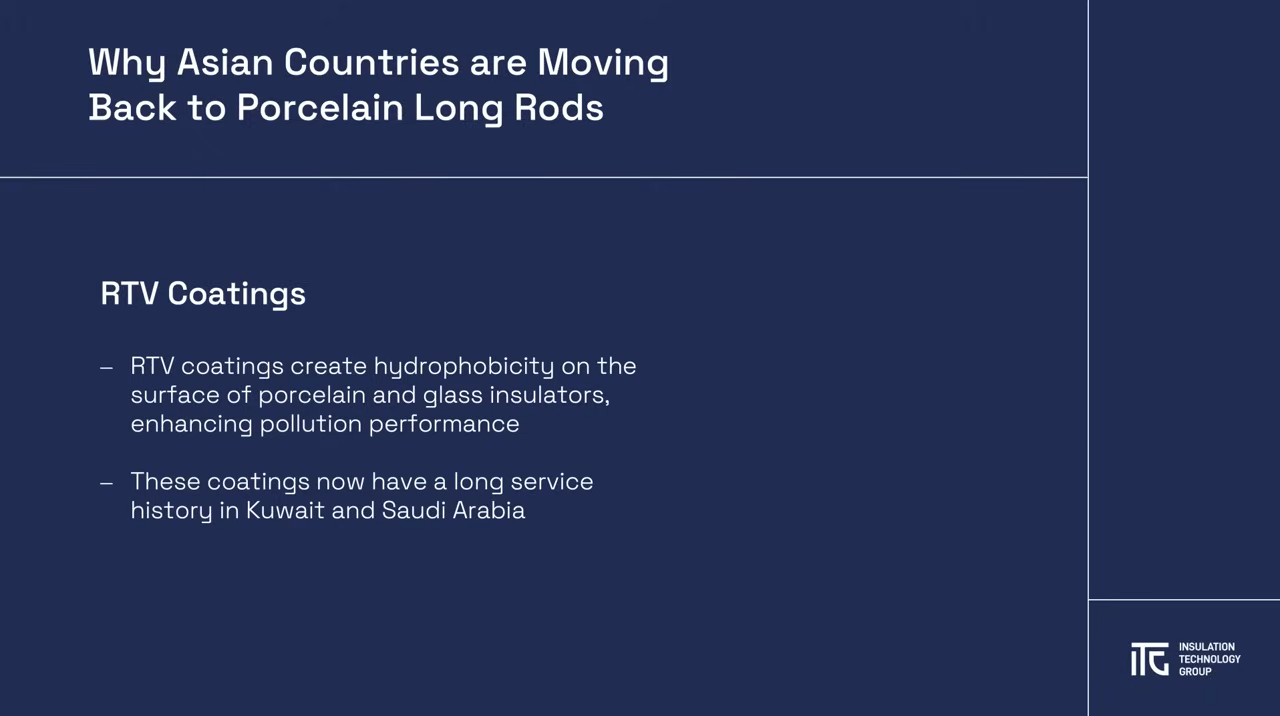 Why Asian Countries are Moving
Back to Porcelain Long Rods
RTV Coatings
– RTV coatings create hydrophobicity on the
surface of porcelain and glass insulators,
enhancing pollution performance
– These coatings now have a long service
history in Kuwait and Saudi Arabia
ITG
INSULATION
TECHNOLOGY
GROUP